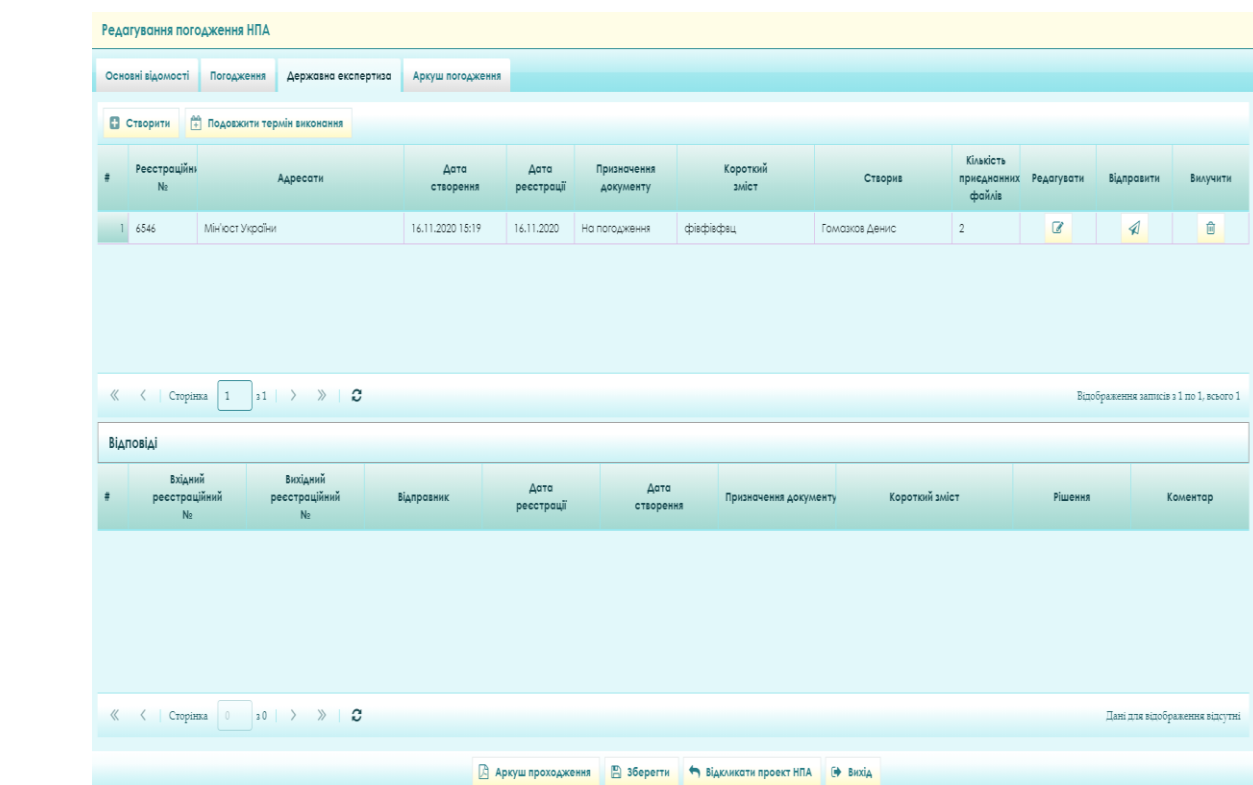 Редагування погодження НПА
Основні відомості Погодження Державна експертиза Аркуш погодження
Створити Подовжити термін виконання
# Реєстраційни № Адресати Дата створення Дата реєстрації Призначення документу Короткий зміст Створив Кількість приєднанних файлів Редагувати Відправити Вилучити
1 6546 Мін'юст України 16.11.2020 15:19 16.11.2020 На погодження фівфівфвц Гомазков Денис 2
Сторінка 1 з 1 Відображення записів з 1 по 1, всього 1
Відповіді
# Вхідний реєстраційний № Вихідний реєстраційний № Відправник Дата реєстрації Дата створення Призначення документу Короткий зміст Рішення Коментар
Сторінка 0 з 0 Дані для відображення відсутні
Аркуш проходження Зберегти Відкликати проект НПА Вихід